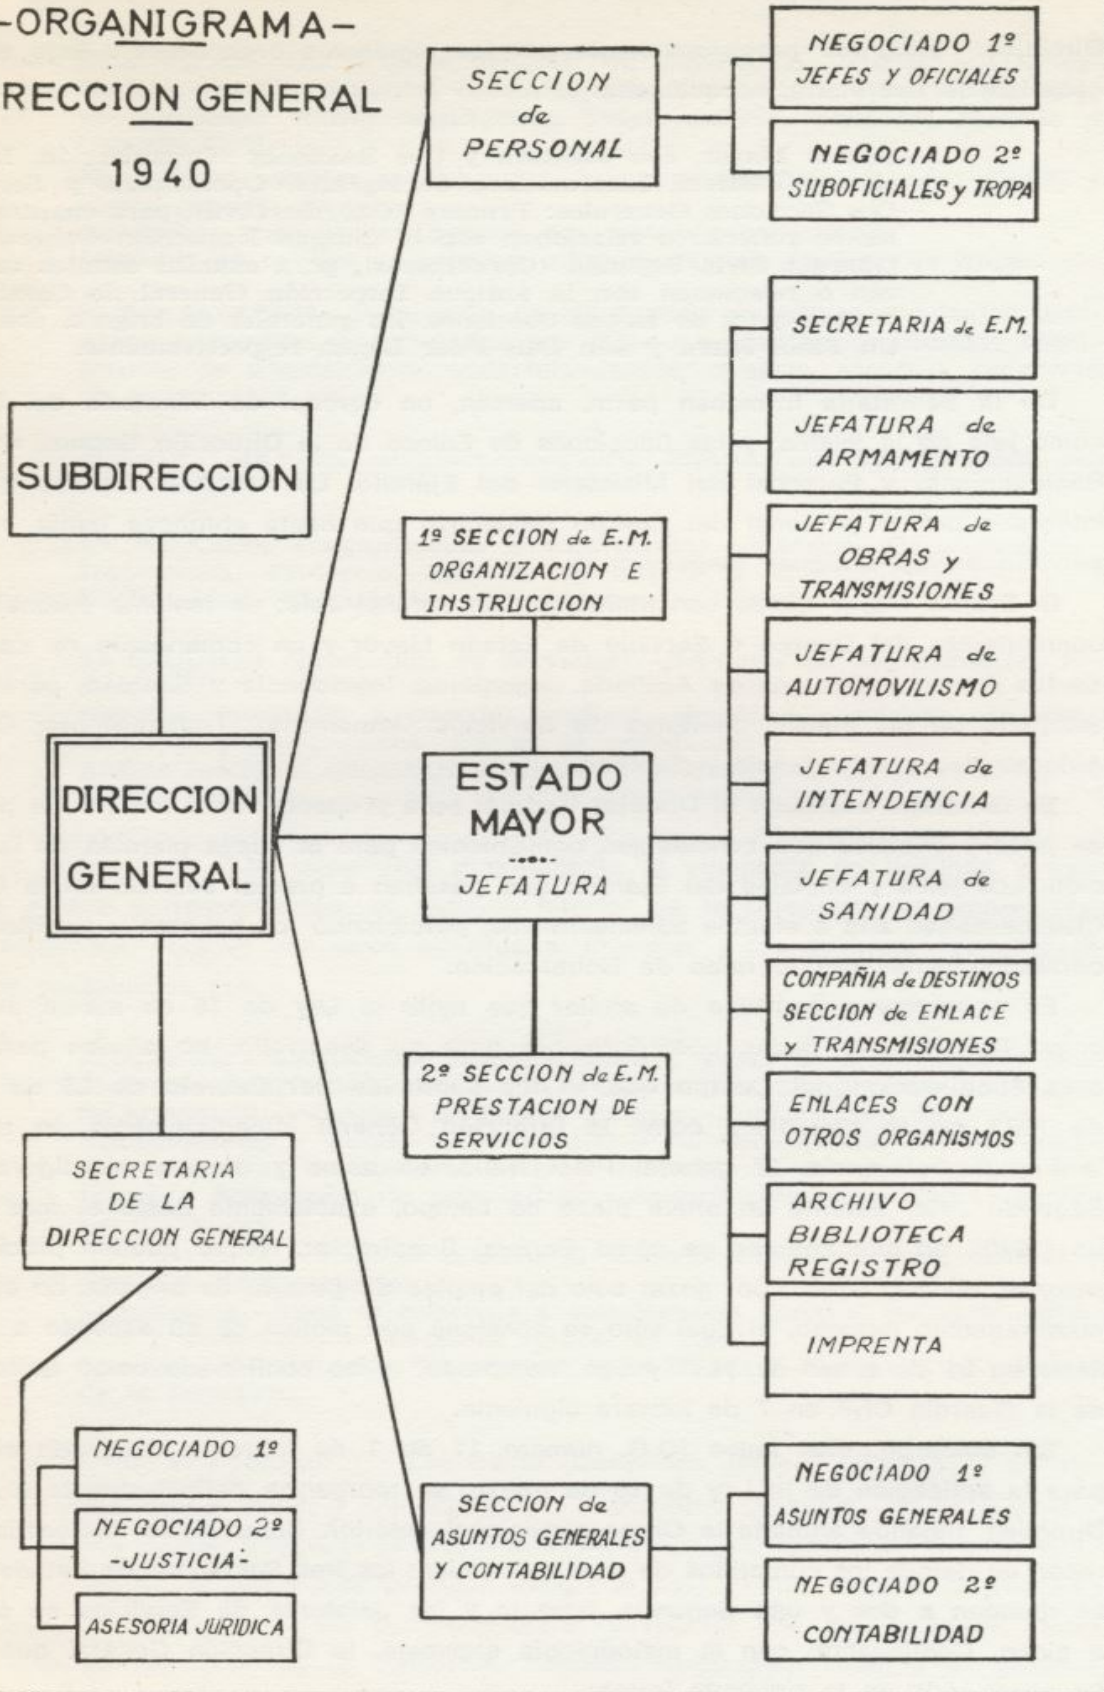 -ORGANIGRAMA-
RECCION GENERAL
1940
SECCION
de
PERSONAL
NEGOCIADO 1º
JEFES Y OFICIALES
NEGOCIADO 2º
SUBOFICIALES y TROPA
SUBDIRECCION
DIRECCION
GENERAL
1ª SECCION de E.M.
ORGANIZACION E
INSTRUCCION
ESTADO
MAYOR
JEFATURA
2ª SECCION de E.M.
PRESTACION DE
SERVICIOS
SECRETARIA de E.M.
JEFATURA de
ARMAMENTO
JEFATURA de
OBRAS y
TRANSMISIONES
JEFATURA de
AUTOMOVILISMO
JEFATURA de
INTENDENCIA
JEFATURA de
SANIDAD
COMPAÑIA de DESTINOS
SECCION de ENLACE
y TRANSMISIONES
ENLACES CON
OTROS ORGANISMOS
ARCHIVO
BIBLIOTECA
REGISTRO
IMPRENTA
SECRETARIA
DE LA
DIRECCION GENERAL
NEGOCIADO 1º
NEGOCIADO 2º
-JUSTICIA-
ASESORIA JURIDICA
SECCION de
ASUNTOS GENERALES
Y CONTABILIDAD
NEGOCIADO 1º
ASUNTOS GENERALES
NEGOCIADO 2º
CONTABILIDAD